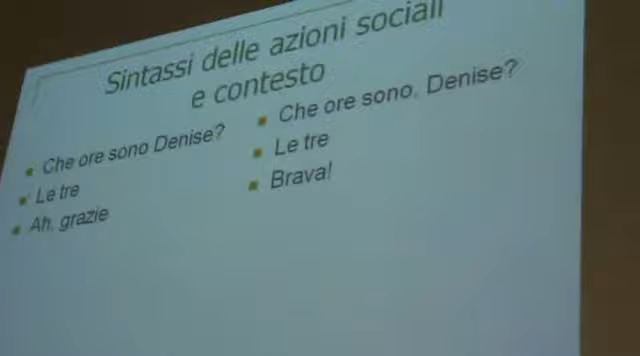 Sintassi delle azioni sociali
e contesto
Che ore sono Denise?
Le tre
Ah, grazie
Che ore sono, Denise?
Le tre
Brava!